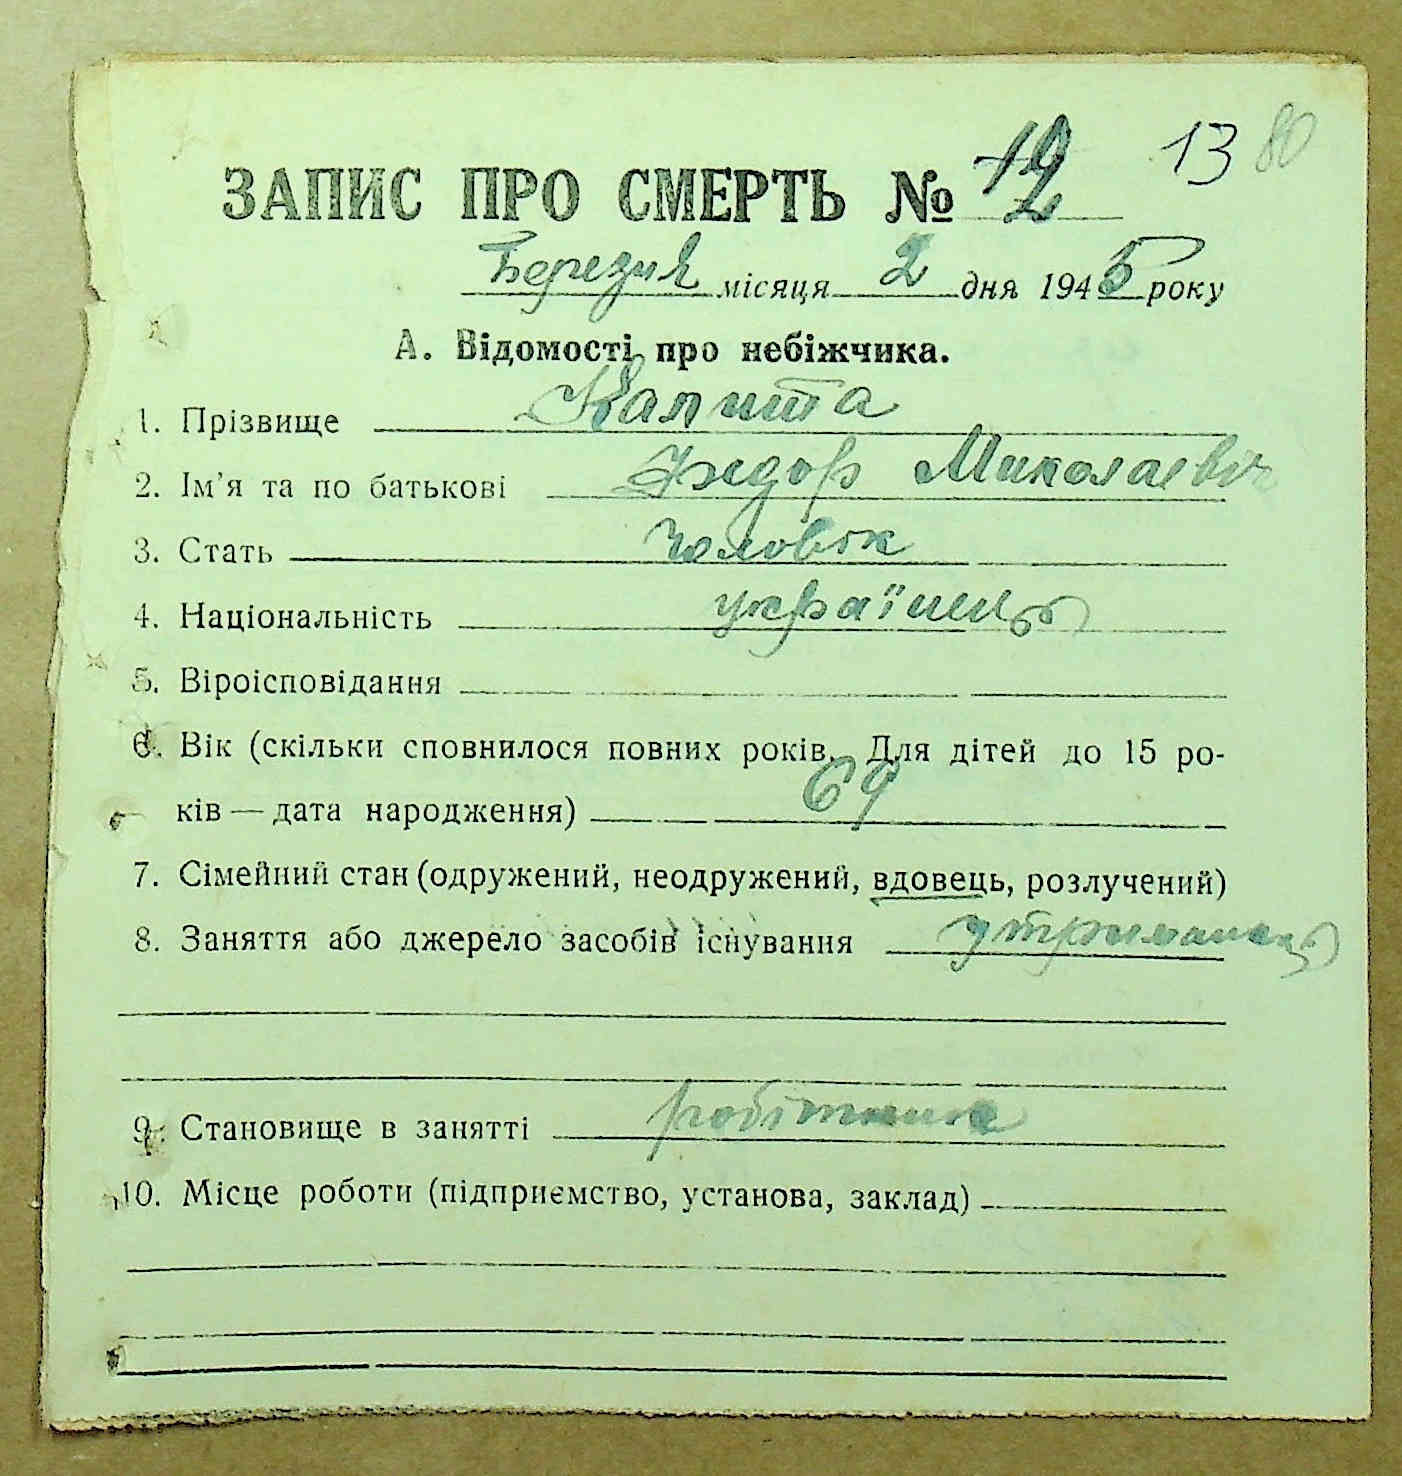 13 80
ЗАПИС ПРО СМЕРТЬ № 12
Березня місяця 2 дня 1945 року
А. Відомості про небіжчика.
1. Прізвище Калита
2. Ім'я та по батькові Федор Миколаевіч
3. Стать Чоловік
4. Національність українець
5. Віроісповідання
6. Вік (скільки сповнилося повних років. Для дітей до 15 ро-
ків — дата народження) 69
7. Сімейний стан (одружений, неодружений, вдовець, розлучений)
8. Заняття або джерело засобів існування утриманець
9. Становище в занятті робітник
10. Місце роботи (підприємство, установа, заклад)